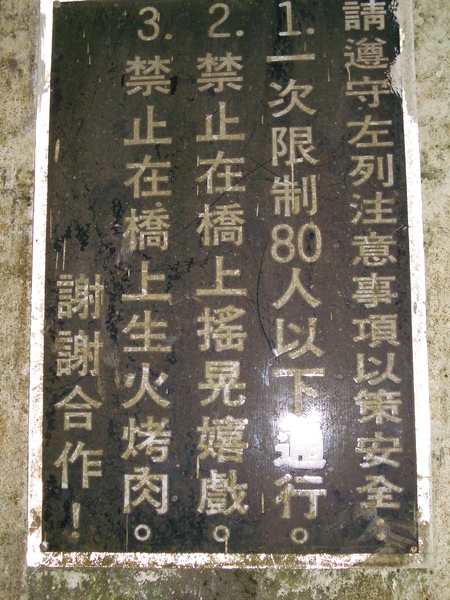 請遵守左列注意事項以策安全:
1.一次限制80人以下通行。
2.禁止在橋上搖晃嬉戲。
3.禁止在橋上生火烤肉。
謝謝合作!